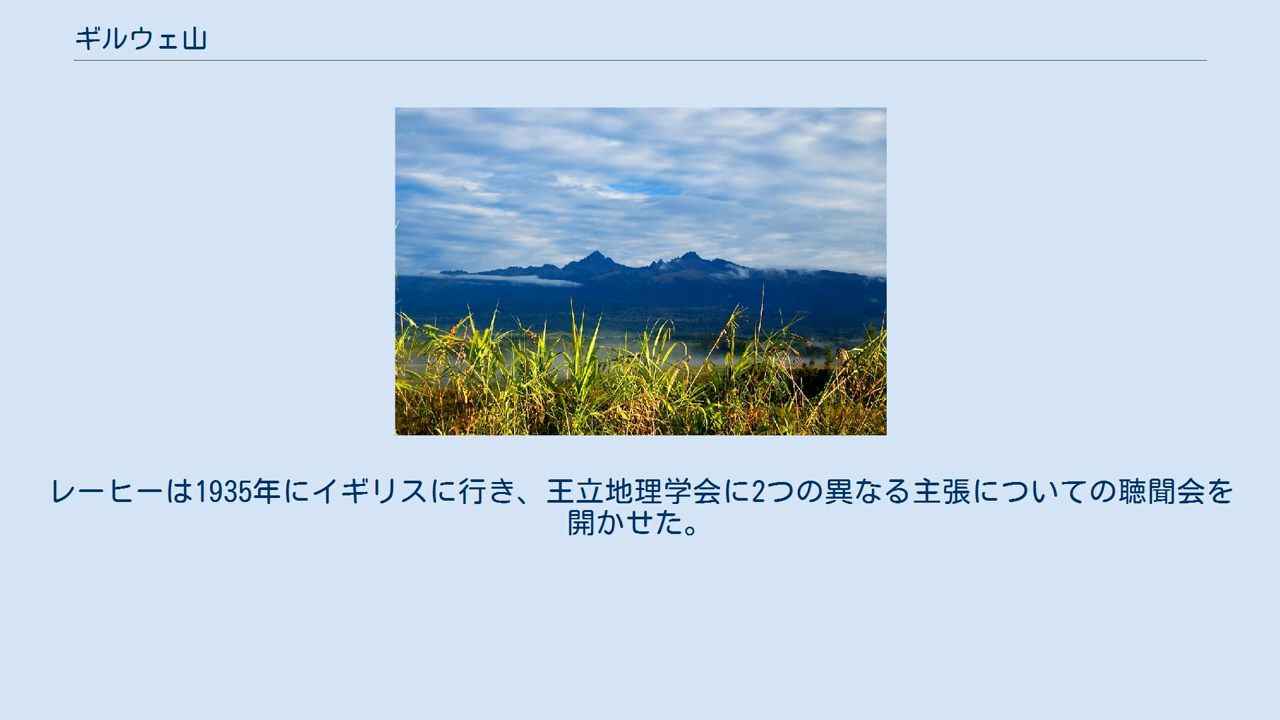 ギルウェ山
レーヒーは1935年にイギリスに行き、王立地理学会に2つの異なる主張についての聴聞会を
開かせた。